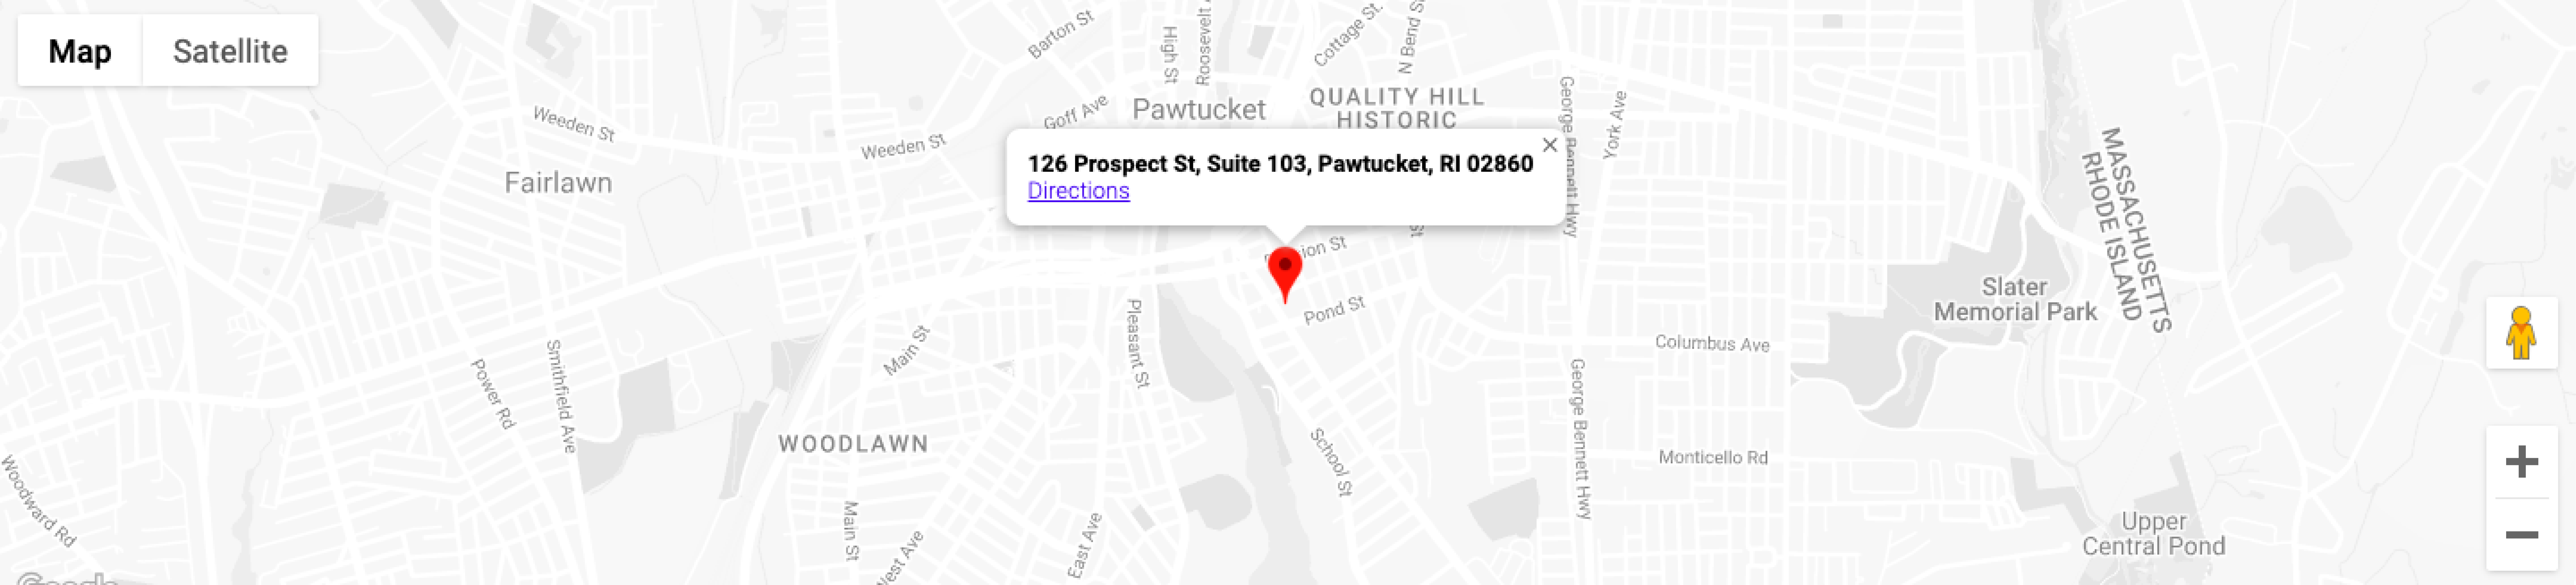 Map
Satellite
Barton St
High St
Roosevelt
Cottage St.
N Bend St
Weeden St
Goff Ave
Pawtucket
QUALITY HILL
HISTORIC
George Bennett Hwy
York Ave
Weeden St
Fairlawn
126 Prospect St, Suite 103, Pawtucket, RI 02860
Directions
St
ion St
MASSACHUSETTS
RHODE ISLAND
Slater
Memorial Park
Pond St
Pleasant St
Main St
Columbus Ave
Smithfield Ave
Power Rd
George Bennett Hwy
WOODLAWN
School St
Monticello Rd
Woodward Rd
Main St
West Ave
East Ave
Upper
Central Pond
Google